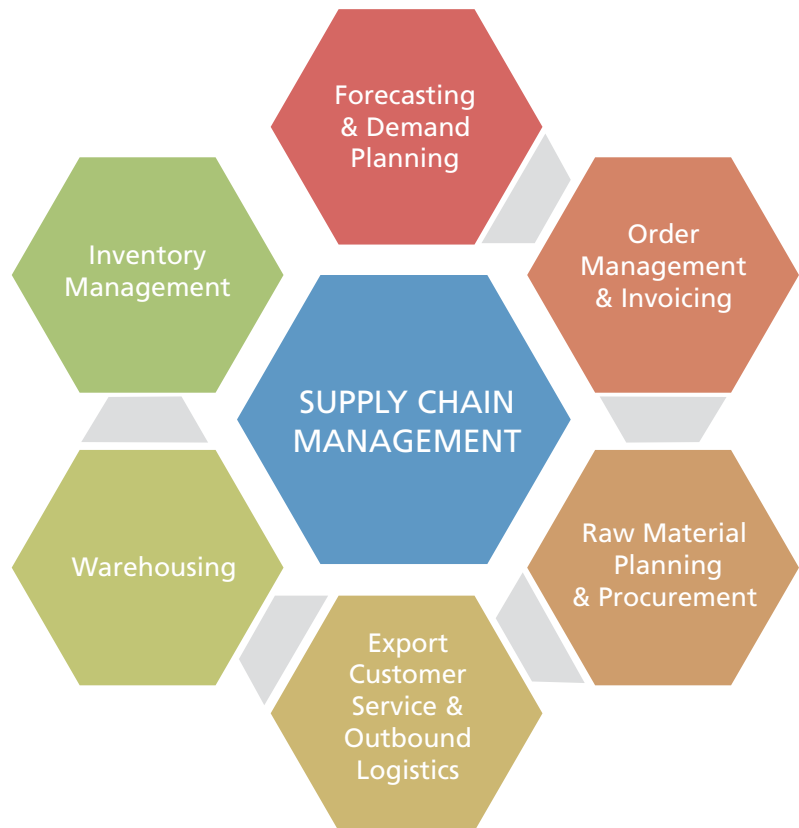 Forecasting
& Demand
Planning
Order
Management
& Invoicing
Inventory
Management
SUPPLY CHAIN
MANAGEMENT
Raw Material
Planning
& Procurement
Warehousing
Export
Customer
Service &
Outbound
Logistics